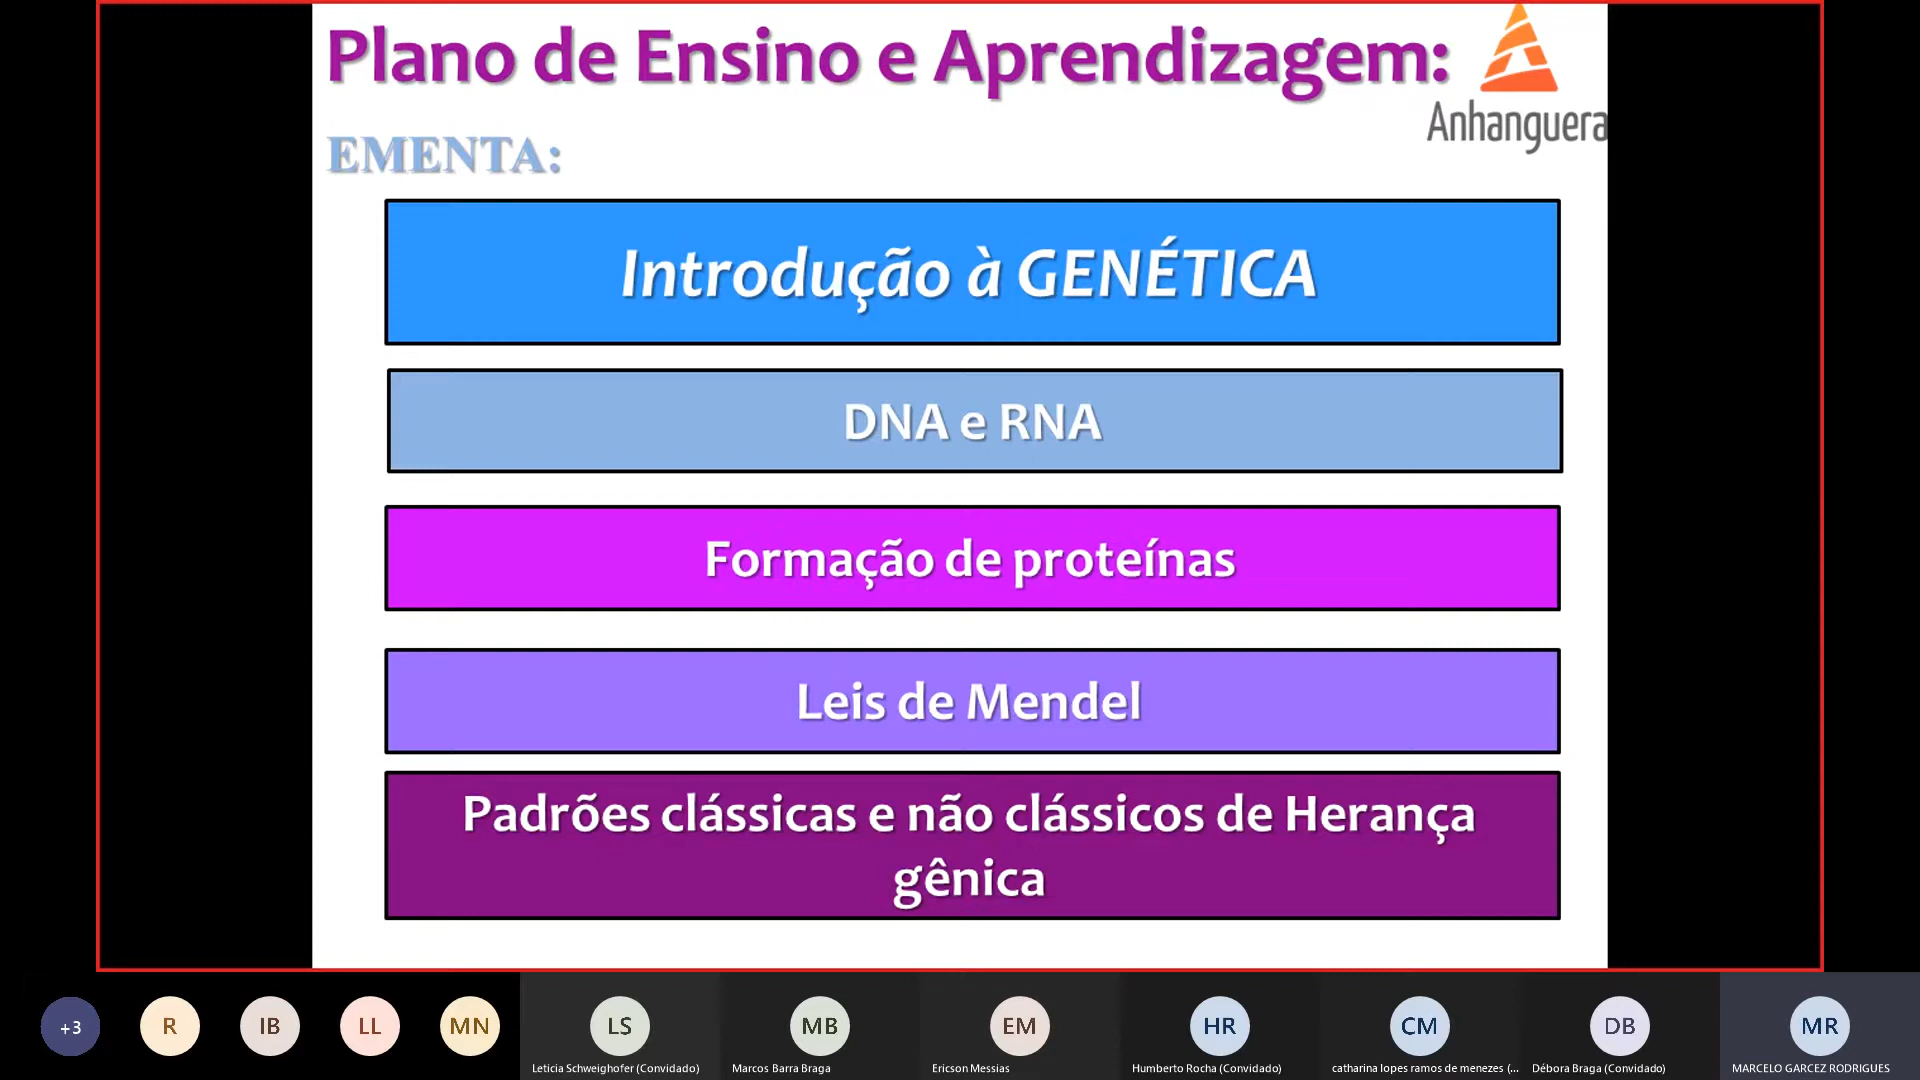 Plano de Ensino e Aprendizagem:
Anhanguera
EMENTA:
Introdução à GENÉTICA
DNA e RNA
Formação de proteínas
Leis de Mendel
Padrões clássicas e não clássicos de Herança
gênica
+3
R
IB
LL
MN
LS
MB
EM
HR
CM
DB
MR
Leticia Schweighofer (Convidado)
Marcos Barra Braga
Ericson Messias
Humberto Rocha (Convidado)
catharina lopes ramos de menezes (...
Débora Braga (Convidado)
MARCELO GARCEZ RODRIGUES